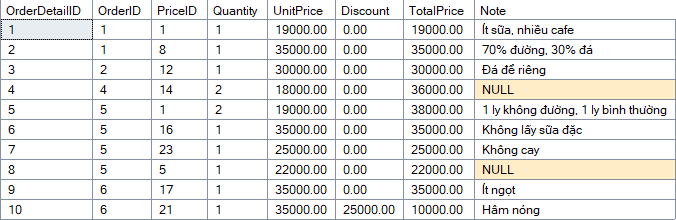 OrderDetailID OrderID PriceID Quantity UnitPrice Discount TotalPrice Note
1 1 1 1 19000.00 0.00 19000.00 Ít sữa, nhiều cafe
2 1 8 1 35000.00 0.00 35000.00 70% đường, 30% đá
3 2 12 1 30000.00 0.00 30000.00 Đá để riêng
4 4 14 2 18000.00 0.00 36000.00 NULL
5 5 1 2 19000.00 0.00 38000.00 1 ly không đường, 1 ly bình thường
6 5 16 1 35000.00 0.00 35000.00 Không lấy sữa đặc
7 5 23 1 25000.00 0.00 25000.00 Không cay
8 5 5 1 22000.00 0.00 22000.00 NULL
9 6 17 1 35000.00 0.00 35000.00 Ít ngọt
10 6 21 1 35000.00 25000.00 10000.00 Hâm nóng